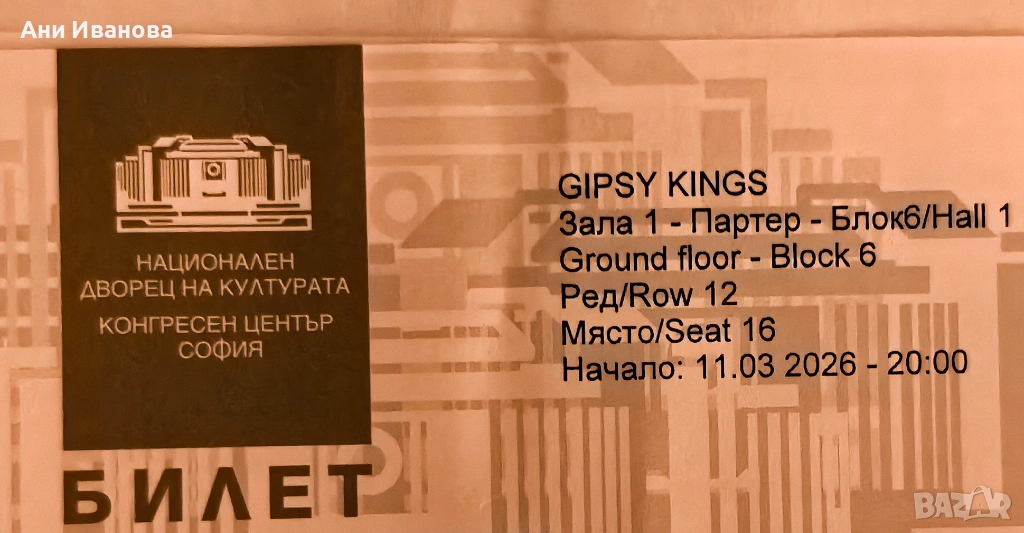 Ани Иванова
НАЦИОНАЛЕН
ДВОРЕЦ НА КУЛТУРАТА
КОНГРЕСЕН ЦЕНТЪР
СОФИЯ
БИЛЕТ
GIPSY KINGS
Зала 1 - Партер - Блок6/Hall 1
Ground floor - Block 6
Ред/Row 12
Място/Seat 16
Начало: 11.03 2026 - 20:00
BAZAR